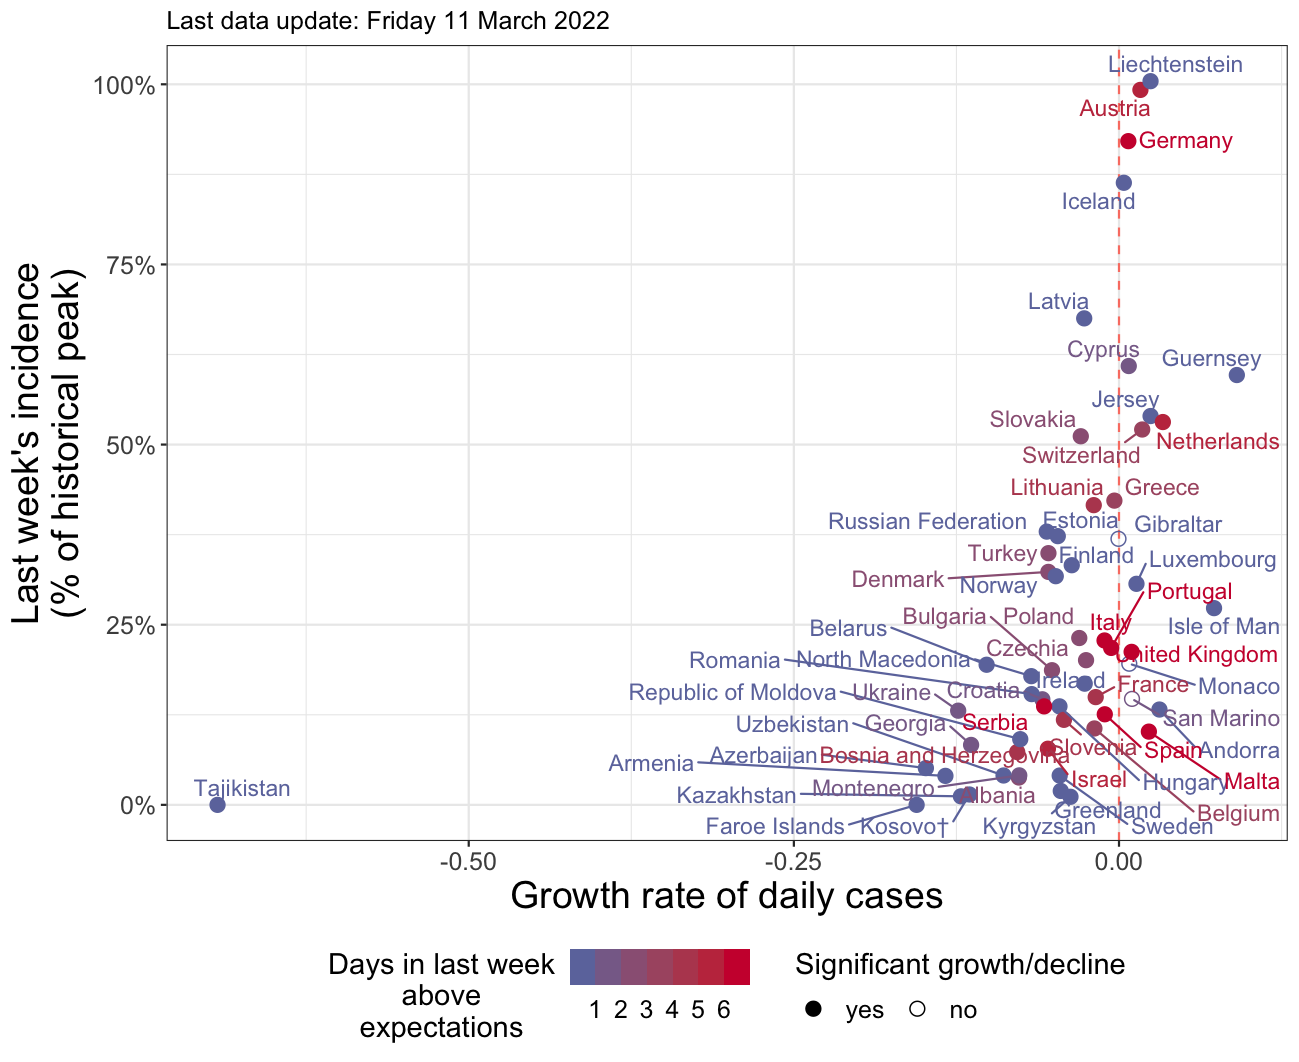 Last data update: Friday 11 March 2022
Last week's incidence
(% of historical peak)
100%
75%
50%
25%
0%
Liechtenstein
Austria
Germany
Iceland
Latvia
Cyprus
Guernsey
Jersey
Slovakia
Netherlands
Switzerland
Lithuania
Greece
Russian Federation
Estonia
Gibraltar
Turkey
Finland
Luxembourg
Denmark
Norway
Portugal
Bulgaria
Poland
Italy
Isle of Man
Belarus
Czechia
United Kingdom
Romania
North Macedonia
Ireland
France
Monaco
Republic of Moldova
Ukraine
Croatia
San Marino
Uzbekistan
Georgia
Serbia
Slovenia
Spain
Andorra
Armenia
Azerbaijan
Bosnia and Herzegovina
Israel
Hungary
Malta
Tajikistan
Kazakhstan
Montenegro
Albania
Greenland
Belgium
Faroe Islands
Kosovo†
Kyrgyzstan
Sweden
-0.50
-0.25
0.00
Growth rate of daily cases
Days in last week
above
expectations
1 2 3 4 5 6
Significant growth/decline
yes
no